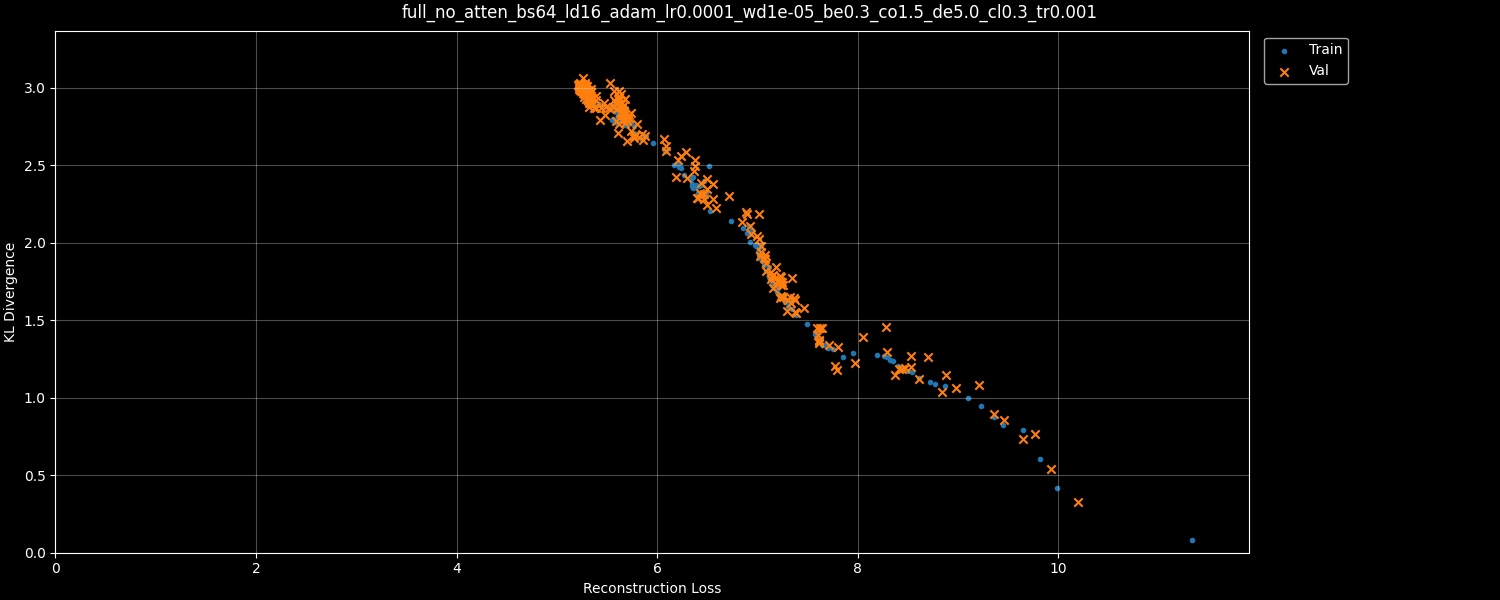 full_no_atten_bs64_ld16_adam_lr0.0001_wd1e-05_be0.3_co1.5_de5.0_cl0.3_tr0.001
Train
Val
KL Divergence
3.0
2.5
2.0
1.5
1.0
0.5
0.0
0 2 4 6 8 10
Reconstruction Loss